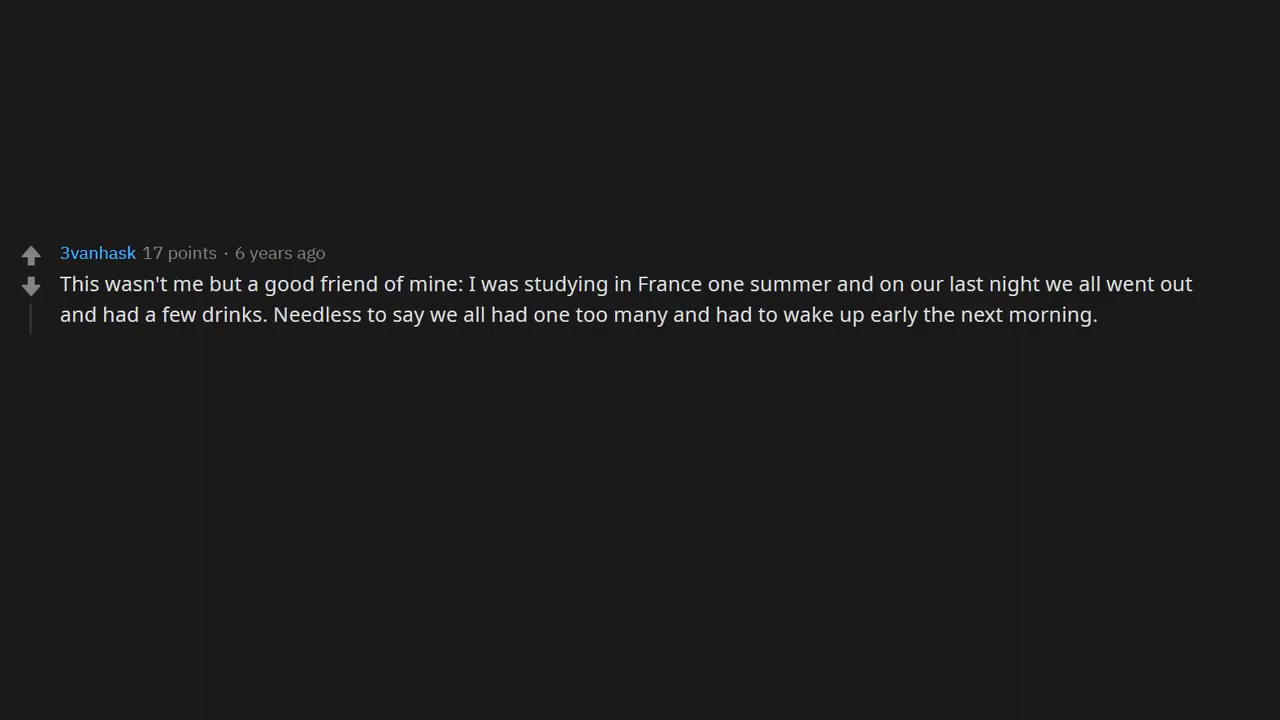 3vanhask 17 points · 6 years ago
This wasn't me but a good friend of mine: I was studying in France one summer and on our last night we all went out
and had a few drinks. Needless to say we all had one too many and had to wake up early the next morning.